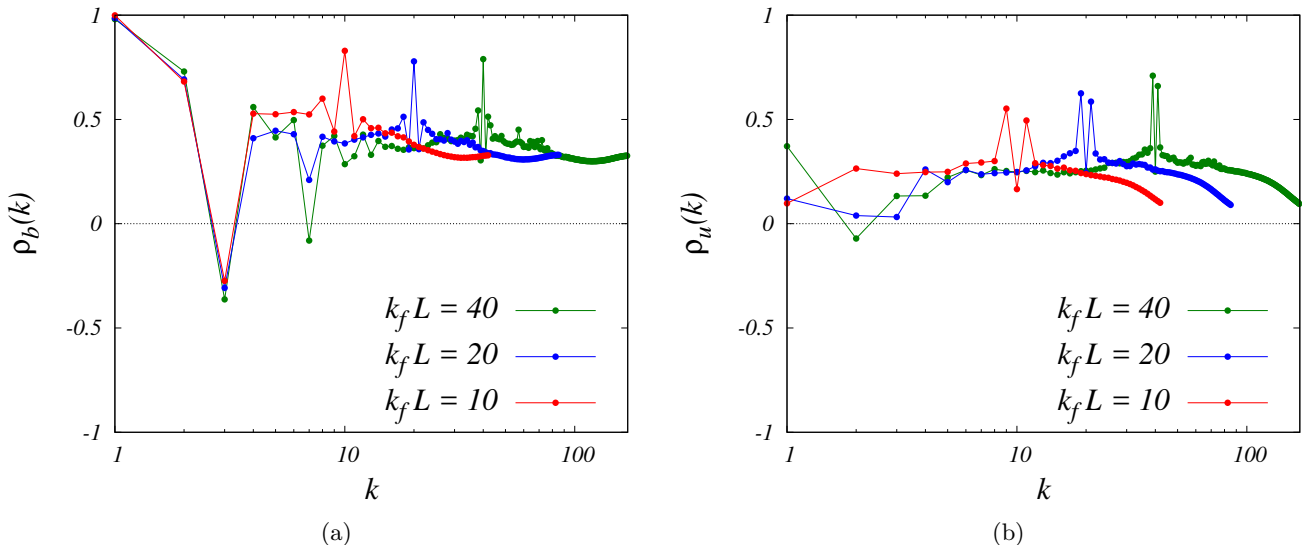 1
0.5
0
-0.5
-1
ρb(k)
1
10
100
k
kf L = 40
kf L = 20
kf L = 10
(a)
1
0.5
0
-0.5
-1
ρu(k)
1
10
100
k
kf L = 40
kf L = 20
kf L = 10
(b)